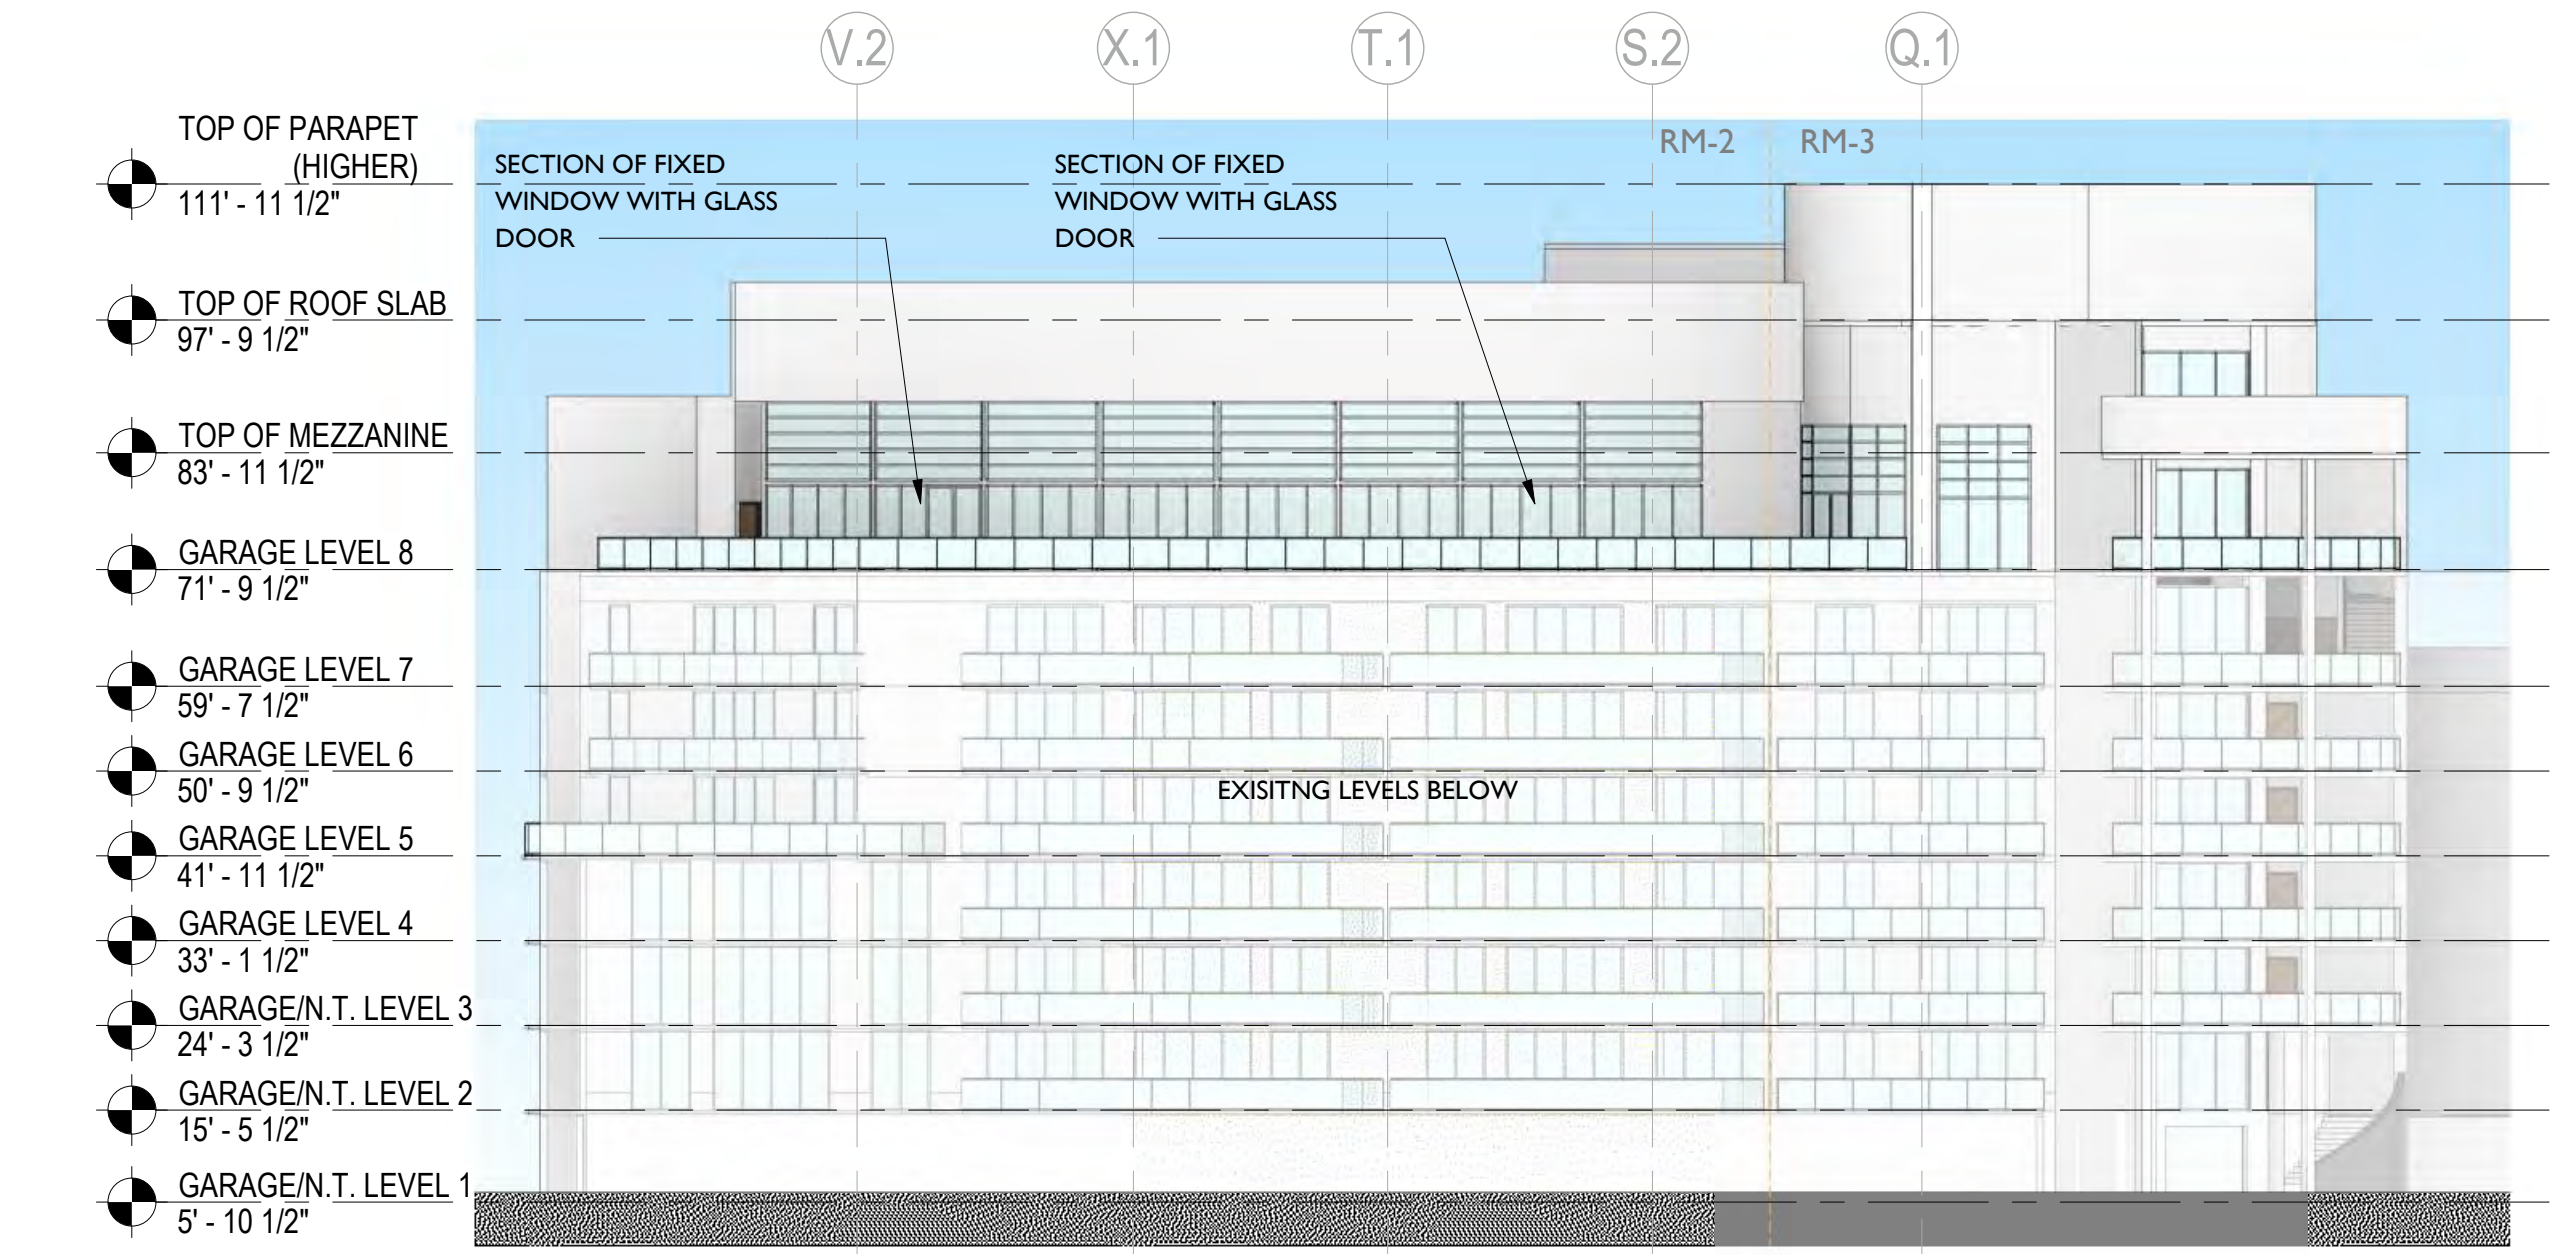 V.2
X.1
T.1
S.2
Q.1
TOP OF PARAPET
(HIGHER)
111' - 11 1/2"
TOP OF ROOF SLAB
97' - 9 1/2"
TOP OF MEZZANINE
83' - 11 1/2"
GARAGE LEVEL 8
71' - 9 1/2"
GARAGE LEVEL 7
59' - 7 1/2"
GARAGE LEVEL 6
50' - 9 1/2"
GARAGE LEVEL 5
41' - 11 1/2"
GARAGE LEVEL 4
33' - 1 1/2"
GARAGE/N.T. LEVEL 3
24' - 3 1/2"
GARAGE/N.T. LEVEL 2
15' - 5 1/2"
GARAGE/N.T. LEVEL 1
5' - 10 1/2"
SECTION OF FIXED
WINDOW WITH GLASS
DOOR
SECTION OF FIXED
WINDOW WITH GLASS
DOOR
RM-2
RM-3
EXISITNG LEVELS BELOW